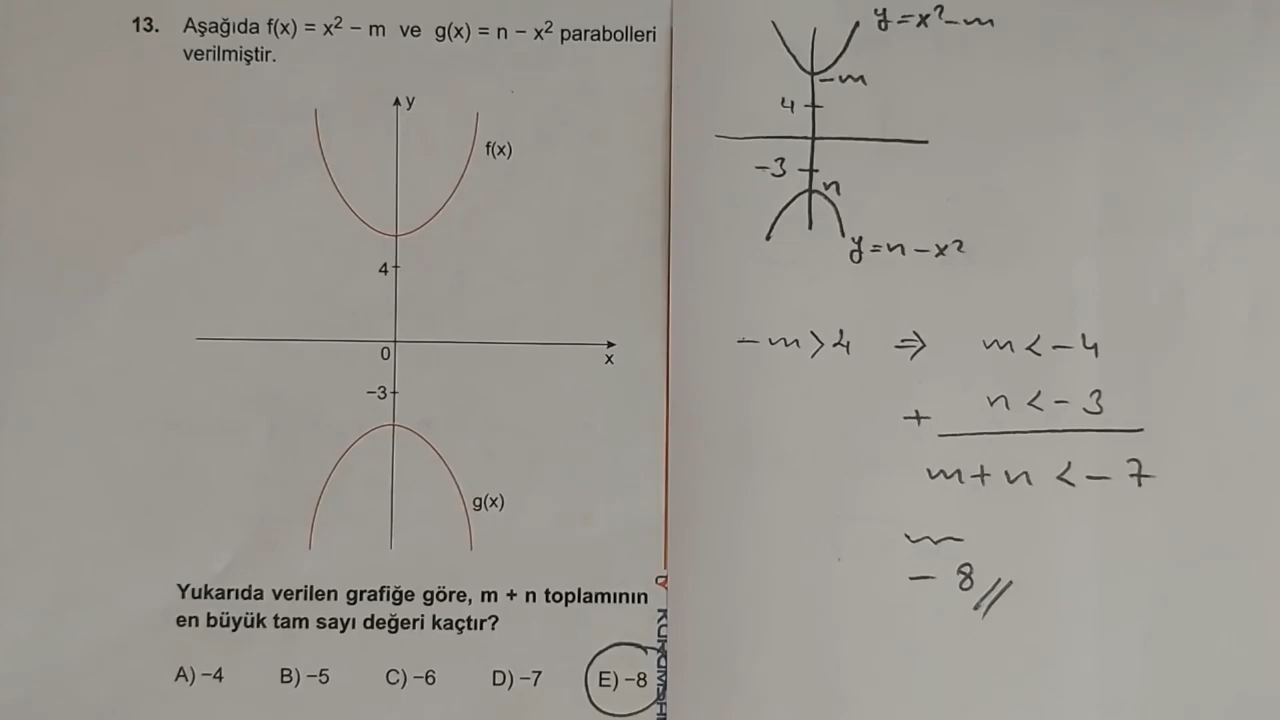 13. Aşağıda f(x) = x² – m ve g(x) = n – x² parabolleri
verilmiştir.
y
f(x)
4
0
x
–3
g(x)
Yukarıda verilen grafiğe göre, m + n toplamının
en büyük tam sayı değeri kaçtır?
A) –4 B) –5 C) –6 D) –7 E) –8
y = x² – m
–m
4
–3
n
y = n – x²
–m > 4 ⇒ m < –4
+ n < –3
m + n < –7
–8//